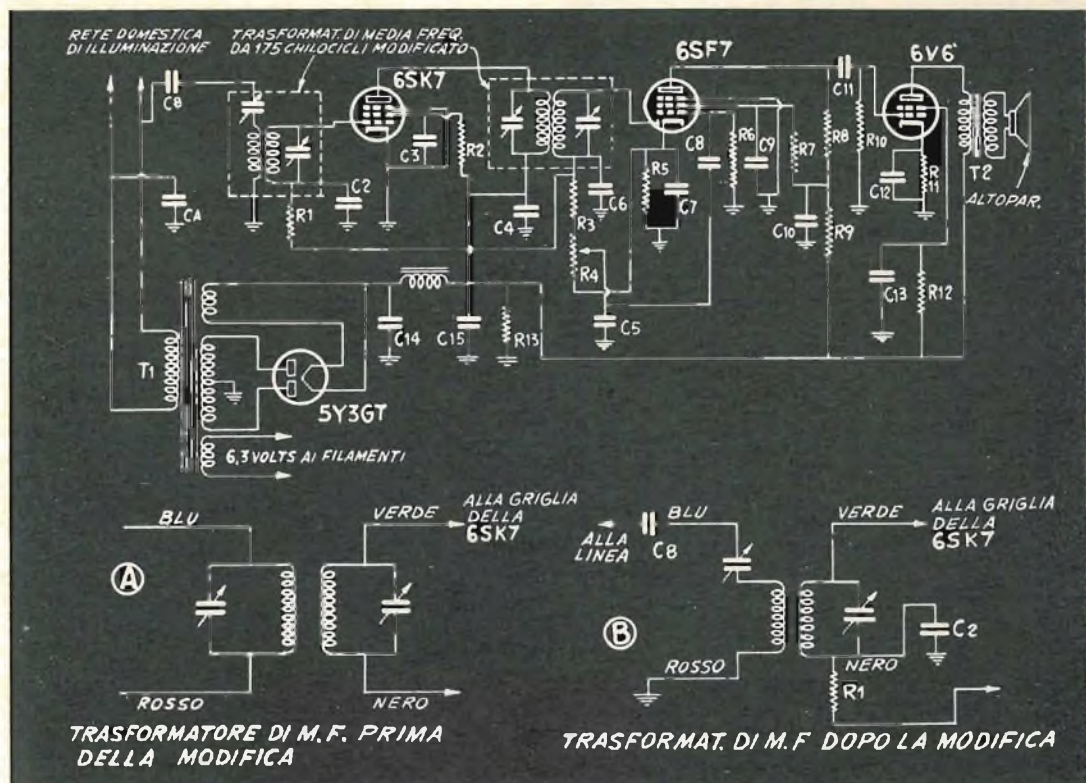 RETE DOMESTICA
DI ILLUMINAZIONE
TRASFORMAT. DI MEDIA FREQ.
DA 175 CHILOCICLI MODIFICATO
6SK7
6SF7
6V6
C8
C11
C3
R2
C8
R6
C9
R7
R8
R10
CA
C2
R1
C4
C6
R3
R5
C7
C10
R9
C12
R
11
T2
ALTOPAR.
R4
C5
C13
R12
C14
C15
R13
T1
5Y3GT
6,3 VOLTS AI FILAMENTI
BLU
VERDE
ALLA GRIGLIA
DELLA
6SK7
A
ROSSO
NERO
TRASFORMATORE DI M.F. PRIMA
DELLA MODIFICA
ALLA
LINEA
C8
BLU
VERDE
ALLA GRIGLIA
DELLA
6SK7
B
C2
ROSSO
NERO
R1
TRASFORMAT. DI M.F DOPO LA MODIFICA